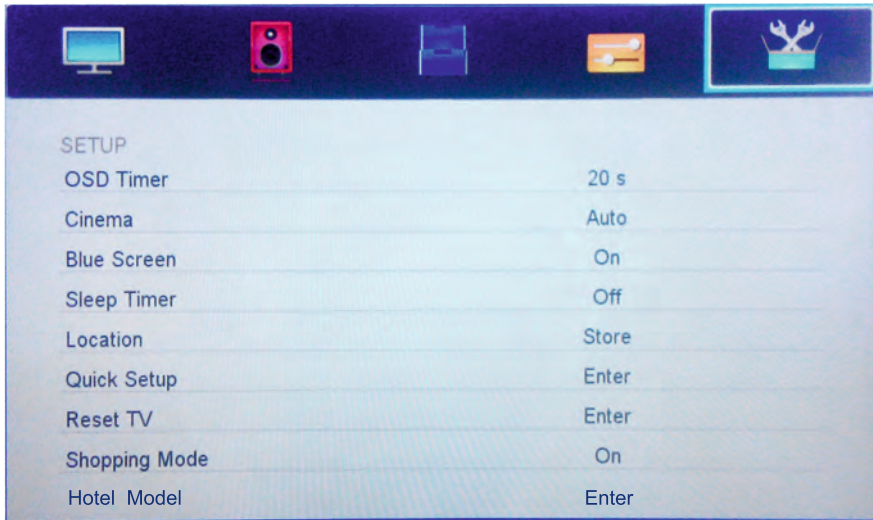 SETUP
OSD Timer 20 s
Cinema Auto
Blue Screen On
Sleep Timer Off
Location Store
Quick Setup Enter
Reset TV Enter
Shopping Mode On
Hotel Model Enter